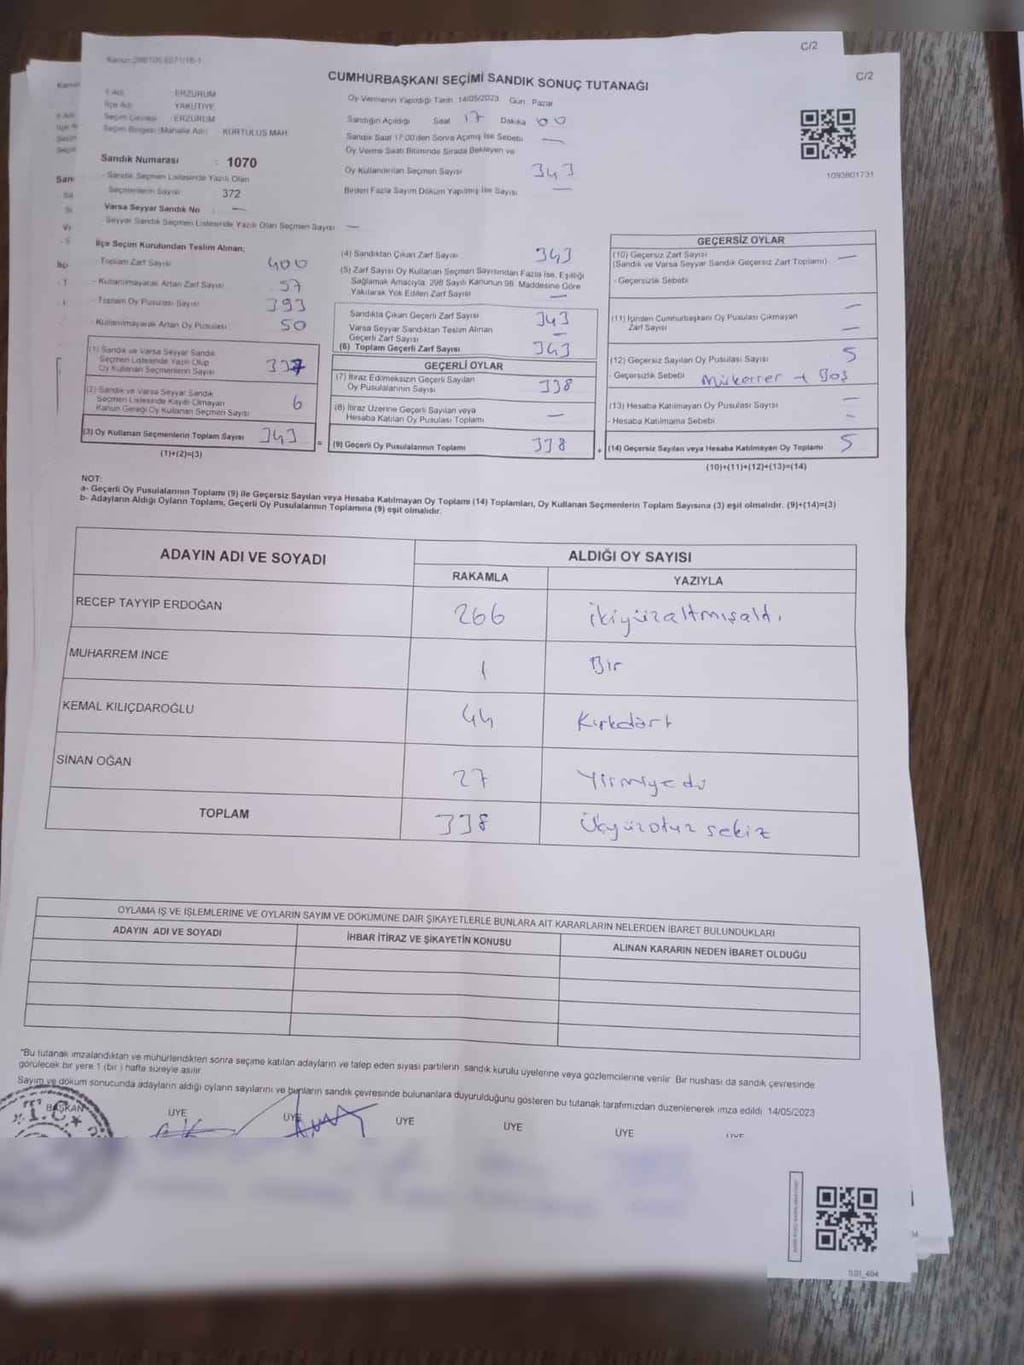 C/2
C/2
CUMHURBAŞKANI SEÇİMİ SANDIK SONUÇ TUTANAĞI
İl Adı : ERZURUM
İlçe Adı : YAKUTİYE
Seçim Çevresi : ERZURUM
Seçim Bölgesi (Mahalle Adı) : KURTULUŞ MAH.
Sandık Numarası : 1070
Sandık Seçmen Listesinde Yazılı Olan
Seçmenlerin Sayısı 372
Varsa Seyyar Sandık No : —
Seyyar Sandık Seçmen Listesinde Yazılı Olan Seçmen Sayısı —
Oy Vermenin Yapıldığı Tarih 14/05/2023 Gün Pazar
Sandığın Açıldığı Saat 17 Dakika 00
Sandık Saat 17:00'den Sonra Açılmış İse Sebebi —
Oy Verme Saati Bitiminde Sırada Bekleyen ve
Oy Kullandırılan Seçmen Sayısı 343
Birden Fazla Sayım Döküm Yapılmış İse Sayısı —
1093801731
İlçe Seçim Kurulundan Teslim Alınan;
- Toplam Zarf Sayısı 400
- Kullanılmayarak Artan Zarf Sayısı 57
- Toplam Oy Pusulası Sayısı 393
- Kullanılmayarak Artan Oy Pusulası 50
(1) Sandık ve Varsa Seyyar Sandık
Seçmen Listesinde Yazılı Olup
Oy Kullanan Seçmenlerin Sayısı 337
(2) Sandık ve Varsa Seyyar Sandık
Seçmen Listesinde Kayıtlı Olmayan
Kanun Gereği Oy Kullanan Seçmen Sayısı 6
(3) Oy Kullanan Seçmenlerin Toplam Sayısı 343
(1)+(2)=(3)
(4) Sandıktan Çıkan Zarf Sayısı 343
(5) Zarf Sayısı Oy Kullanan Seçmen Sayısından Fazla İse, Eşitliği
Sağlamak Amacıyla, 298 Sayılı Kanunun 98. Maddesine Göre
Yakılarak Yok Edilen Zarf Sayısı —
Sandıkta Çıkan Geçerli Zarf Sayısı 343
Varsa Seyyar Sandıktan Teslim Alınan
Geçerli Zarf Sayısı —
(6) Toplam Geçerli Zarf Sayısı 343
GEÇERLİ OYLAR
(7) İtiraz Edilmeksizin Geçerli Sayılan
Oy Pusulalarının Sayısı 338
(8) İtiraz Üzerine Geçerli Sayılan veya
Hesaba Katılan Oy Pusulası Toplamı —
(9) Geçerli Oy Pusulalarının Toplamı 338
GEÇERSİZ OYLAR
(10) Geçersiz Zarf Sayısı —
(Sandık ve Varsa Seyyar Sandık Geçersiz Zarf Toplamı)
- Geçersizlik Sebebi
(11) İçinden Cumhurbaşkanı Oy Pusulası Çıkmayan
Zarf Sayısı —
(12) Geçersiz Sayılan Oy Pusulası Sayısı 5
- Geçersizlik Sebebi Mükerrer + Boş
(13) Hesaba Katılmayan Oy Pusulası Sayısı —
- Hesaba Katılmama Sebebi —
(14) Geçersiz Sayılan veya Hesaba Katılmayan Oy Toplamı 5
(10)+(11)+(12)+(13)=(14)
NOT:
a- Geçerli Oy Pusulalarının Toplamı (9) ile Geçersiz Sayılan veya Hesaba Katılmayan Oy Toplamı (14) Toplamları, Oy Kullanan Seçmenlerin Toplam Sayısına (3) eşit olmalıdır. (9)+(14)=(3)
b- Adayların Aldığı Oyların Toplamı, Geçerli Oy Pusulalarının Toplamına (9) eşit olmalıdır.
ADAYIN ADI VE SOYADI ALDIĞI OY SAYISI
RAKAMLA YAZIYLA
RECEP TAYYİP ERDOĞAN 266 ikiyüzaltmışaltı
MUHARREM İNCE 1 Bir
KEMAL KILIÇDAROĞLU 44 Kırkdört
SİNAN OĞAN 27 Yirmiyedi
TOPLAM 338 Üçyüzotuzsekiz
OYLAMA İŞ VE İŞLEMLERİNE VE OYLARIN SAYIM VE DÖKÜMÜNE DAİR ŞİKAYETLERLE BUNLARA AİT KARARLARIN NELERDEN İBARET BULUNDUKLARI
ADAYIN ADI VE SOYADI İHBAR İTİRAZ VE ŞİKAYETİN KONUSU ALINAN KARARIN NEDEN İBARET OLDUĞU
"Bu tutanak imzalandıktan ve mühürlendikten sonra seçime katılan adayların ve talep eden siyasi partilerin sandık kurulu üyelerine veya gözlemcilerine verilir. Bir nüshası da sandık çevresinde
görülecek bir yere 1 (bir ) hafta süreyle asılır.
Sayım ve döküm sonucunda adayların aldığı oyların sayılarını ve bunların sandık çevresinde bulunanlara duyurulduğunu gösteren bu tutanak tarafımızdan düzenlenerek imza edildi. 14/05/2023
BAŞKAN ÜYE ÜYE ÜYE ÜYE ÜYE ÜYE
T.C.